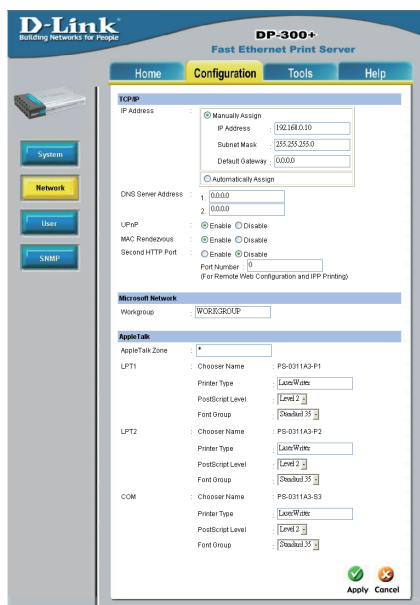 D-Link
Building Networks for People
DP-300+
Fast Ethernet Print Server
Home Configuration Tools Help
System
Network
User
SNMP
TCP/IP
IP Address :
Manually Assign
IP Address : 192.168.0.10
Subnet Mask : 255.255.255.0
Default Gateway : 0.0.0.0
Automatically Assign
DNS Server Address : 1. 0.0.0.0
2. 0.0.0.0
UPnP : Enable Disable
MAC Rendezvous : Enable Disable
Second HTTP Port : Enable Disable
Port Number : 0
(For Remote Web Configuration and IPP Printing)
Microsoft Network
Workgroup : WORKGROUP
AppleTalk
AppleTalk Zone : *
LPT1 : Chooser Name : PS-0311A3-P1
Printer Type : LaserWriter
PostScript Level : Level 2
Font Group : Standard 35
LPT2 : Chooser Name : PS-0311A3-P2
Printer Type : LaserWriter
PostScript Level : Level 2
Font Group : Standard 35
COM : Chooser Name : PS-0311A3-S3
Printer Type : LaserWriter
PostScript Level : Level 2
Font Group : Standard 35
Apply Cancel